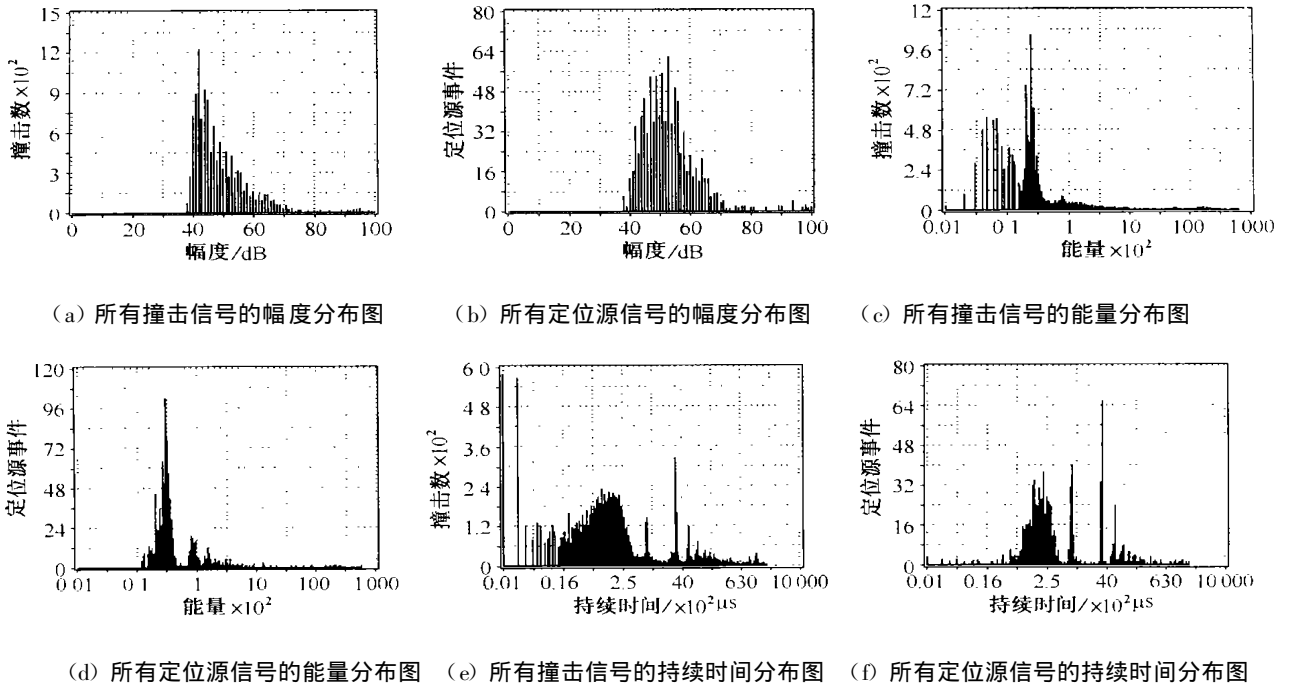 15
12
9
6
3
0
撞击数×10²
0 20 40 60 80 100
幅度/dB
(a) 所有撞击信号的幅度分布图
80
64
48
32
16
0
定位源事件
0 20 40 60 80 100
幅度/dB
(b) 所有定位源信号的幅度分布图
12
9.6
7.2
4.8
2.4
0
撞击数×10²
0.01 0 1 1 10 100 1000
能量×10²
(c) 所有撞击信号的能量分布图
120
96
72
48
24
0
定位源事件
0 01 0 1 1 10 100 1000
能量×10²
(d) 所有定位源信号的能量分布图
6 0
4.8
3.6
2 4
1.2
0
撞击数×10²
0.01 0.16 2.5 40 630 10 000
持续时间/×10²μs
(e) 所有撞击信号的持续时间分布图
80
64
48
32
16
0
定位源事件
0.01 0.16 2.5 40 630 10 000
持续时间/×10²μs
(f) 所有定位源信号的持续时间分布图